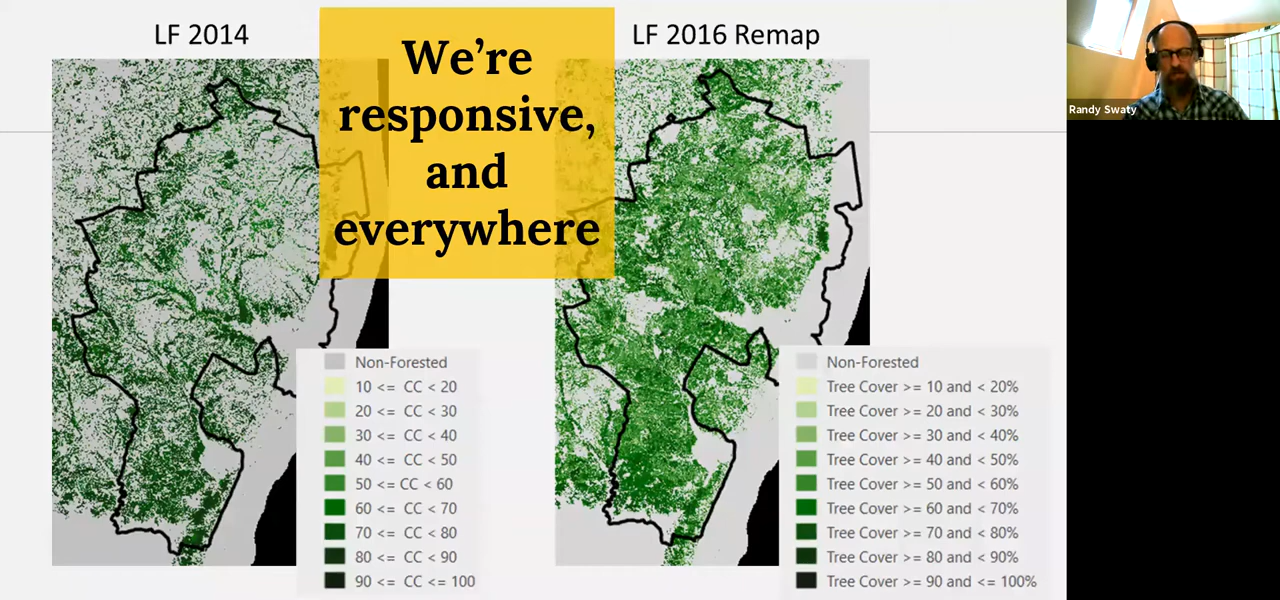 LF 2014
We’re
responsive,
and
everywhere
LF 2016 Remap
Randy Swaty
Non-Forested
10 <= CC < 20
20 <= CC < 30
30 <= CC < 40
40 <= CC < 50
50 <= CC < 60
60 <= CC < 70
70 <= CC < 80
80 <= CC < 90
90 <= CC <= 100
Non-Forested
Tree Cover >= 10 and < 20%
Tree Cover >= 20 and < 30%
Tree Cover >= 30 and < 40%
Tree Cover >= 40 and < 50%
Tree Cover >= 50 and < 60%
Tree Cover >= 60 and < 70%
Tree Cover >= 70 and < 80%
Tree Cover >= 80 and < 90%
Tree Cover >= 90 and <= 100%